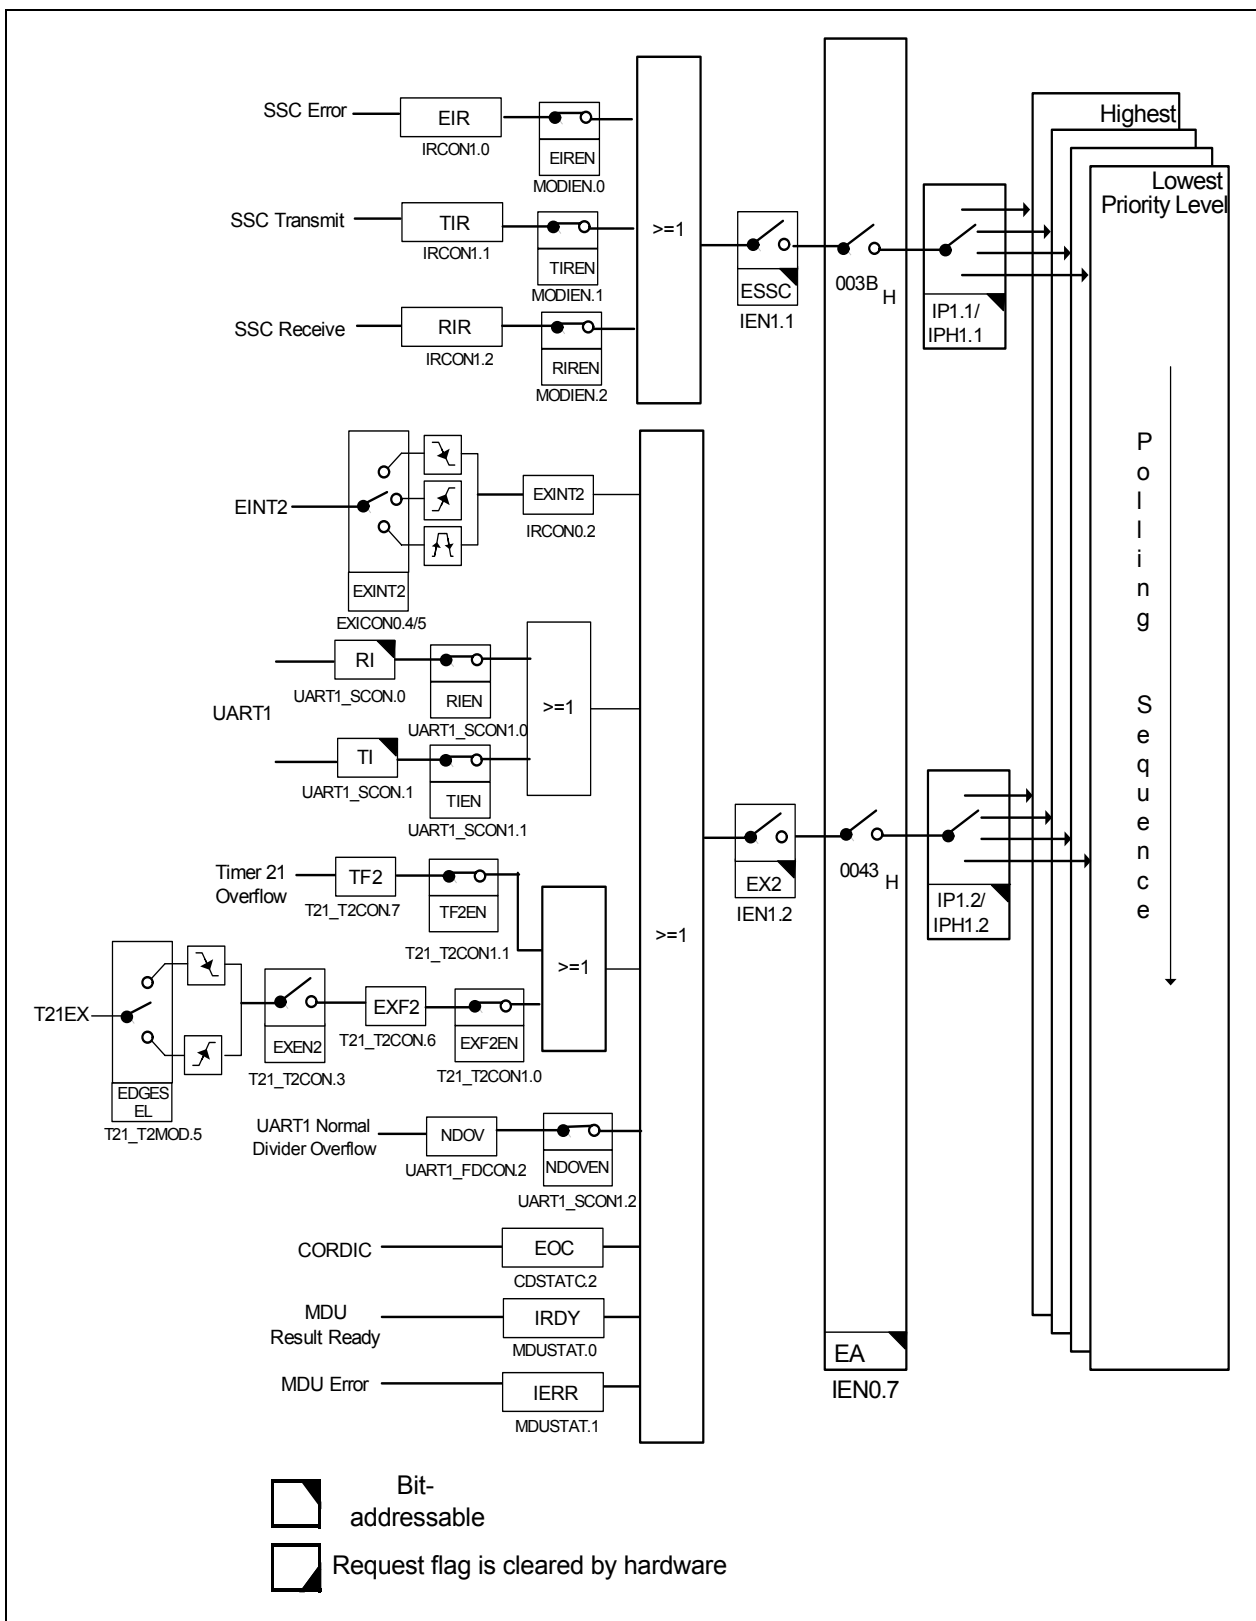 SSC Error
EIR
IRCON1.0
EIREN
MODIEN.0
SSC Transmit
TIR
IRCON1.1
TIREN
MODIEN.1
SSC Receive
RIR
IRCON1.2
RIREN
MODIEN.2
>=1
ESSC
IEN1.1
003B H
IP1.1/
IPH1.1
Highest
Lowest
Priority Level
EINT2
EXINT2
EXICON0.4/5
EXINT2
IRCON0.2
UART1
RI
UART1_SCON.0
RIEN
UART1_SCON1.0
TI
UART1_SCON.1
TIEN
UART1_SCON1.1
>=1
Timer 21
Overflow
TF2
T21_T2CON.7
TF2EN
T21_T2CON1.1
T21EX
EDGES
EL
T21_T2MOD.5
EXEN2
T21_T2CON.3
EXF2
T21_T2CON.6
EXF2EN
T21_T2CON1.0
>=1
UART1 Normal
Divider Overflow
NDOV
UART1_FDCON.2
NDOVEN
UART1_SCON1.2
CORDIC
EOC
CDSTATC.2
MDU
Result Ready
IRDY
MDUSTAT.0
MDU Error
IERR
MDUSTAT.1
>=1
EX2
IEN1.2
0043 H
IP1.2/
IPH1.2
EA
IEN0.7
Polling Sequence
Bit-
addressable
Request flag is cleared by hardware